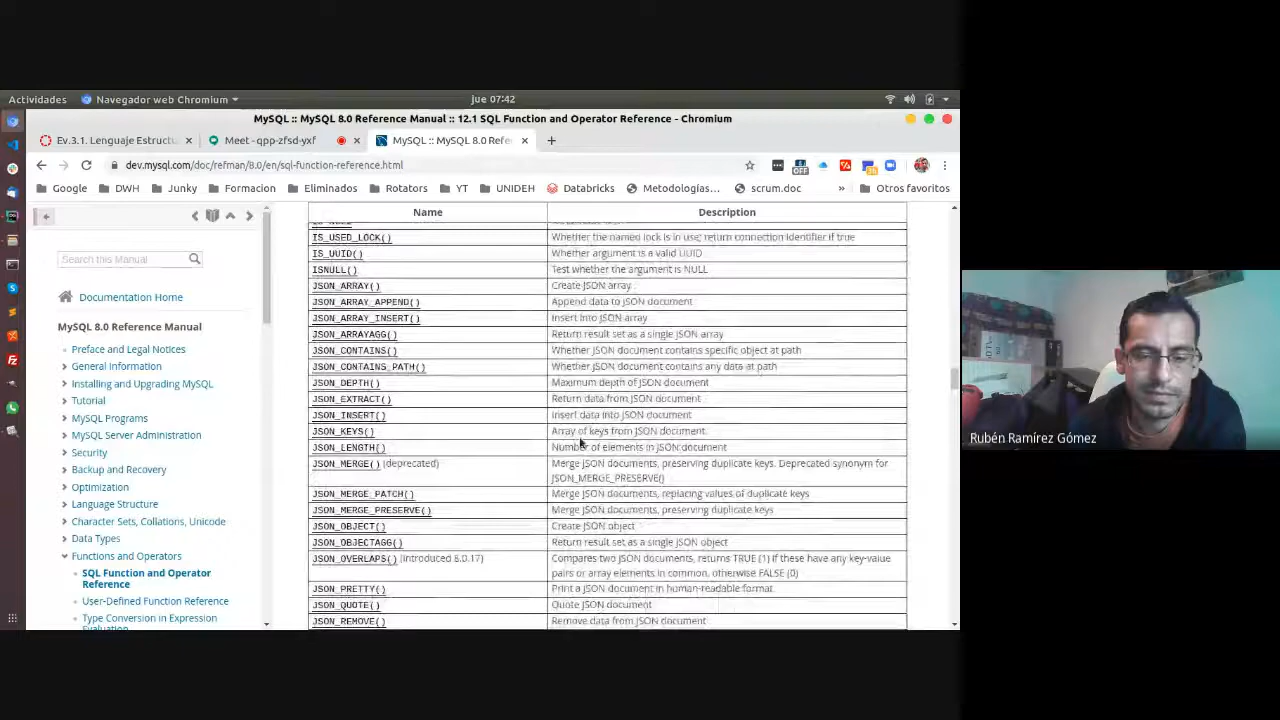 Actividades
Navegador web Chromium
jue 07:42
MySQL :: MySQL 8.0 Reference Manual :: 12.1 SQL Function and Operator Reference - Chromium
Ev.3.1. Lenguaje Estructu
Meet - qpp-zfsd-yxf
MySQL :: MySQL 8.0 Refe
dev.mysql.com/doc/refman/8.0/en/sql-function-reference.html
OFF
Google
DWH
Junky
Formacion
Eliminados
Rotators
YT
UNIDEH
Databricks
Metodologías...
scrum.doc
»
Otros favoritos
Search this Manual
Documentation Home
MySQL 8.0 Reference Manual
Preface and Legal Notices
General Information
Installing and Upgrading MySQL
Tutorial
MySQL Programs
MySQL Server Administration
Security
Backup and Recovery
Optimization
Language Structure
Character Sets, Collations, Unicode
Data Types
Functions and Operators
SQL Function and Operator
Reference
User-Defined Function Reference
Type Conversion in Expression
Evaluation
Name Description
IS_USED_LOCK() Whether the named lock is in use; return connection identifier if true
IS_UUID() Whether argument is a valid UUID
ISNULL() Test whether the argument is NULL
JSON_ARRAY() Create JSON array
JSON_ARRAY_APPEND() Append data to JSON document
JSON_ARRAY_INSERT() Insert into JSON array
JSON_ARRAYAGG() Return result set as a single JSON array
JSON_CONTAINS() Whether JSON document contains specific object at path
JSON_CONTAINS_PATH() Whether JSON document contains any data at path
JSON_DEPTH() Maximum depth of JSON document
JSON_EXTRACT() Return data from JSON document
JSON_INSERT() Insert data into JSON document
JSON_KEYS() Array of keys from JSON document
JSON_LENGTH() Number of elements in JSON document
JSON_MERGE() (deprecated) Merge JSON documents, preserving duplicate keys. Deprecated synonym for
JSON_MERGE_PRESERVE()
JSON_MERGE_PATCH() Merge JSON documents, replacing values of duplicate keys
JSON_MERGE_PRESERVE() Merge JSON documents, preserving duplicate keys
JSON_OBJECT() Create JSON object
JSON_OBJECTAGG() Return result set as a single JSON object
JSON_OVERLAPS() (introduced 8.0.17) Compares two JSON documents, returns TRUE (1) if these have any key-value
pairs or array elements in common, otherwise FALSE (0)
JSON_PRETTY() Print a JSON document in human-readable format
JSON_QUOTE() Quote JSON document
JSON_REMOVE() Remove data from JSON document
Rubén Ramírez Gómez